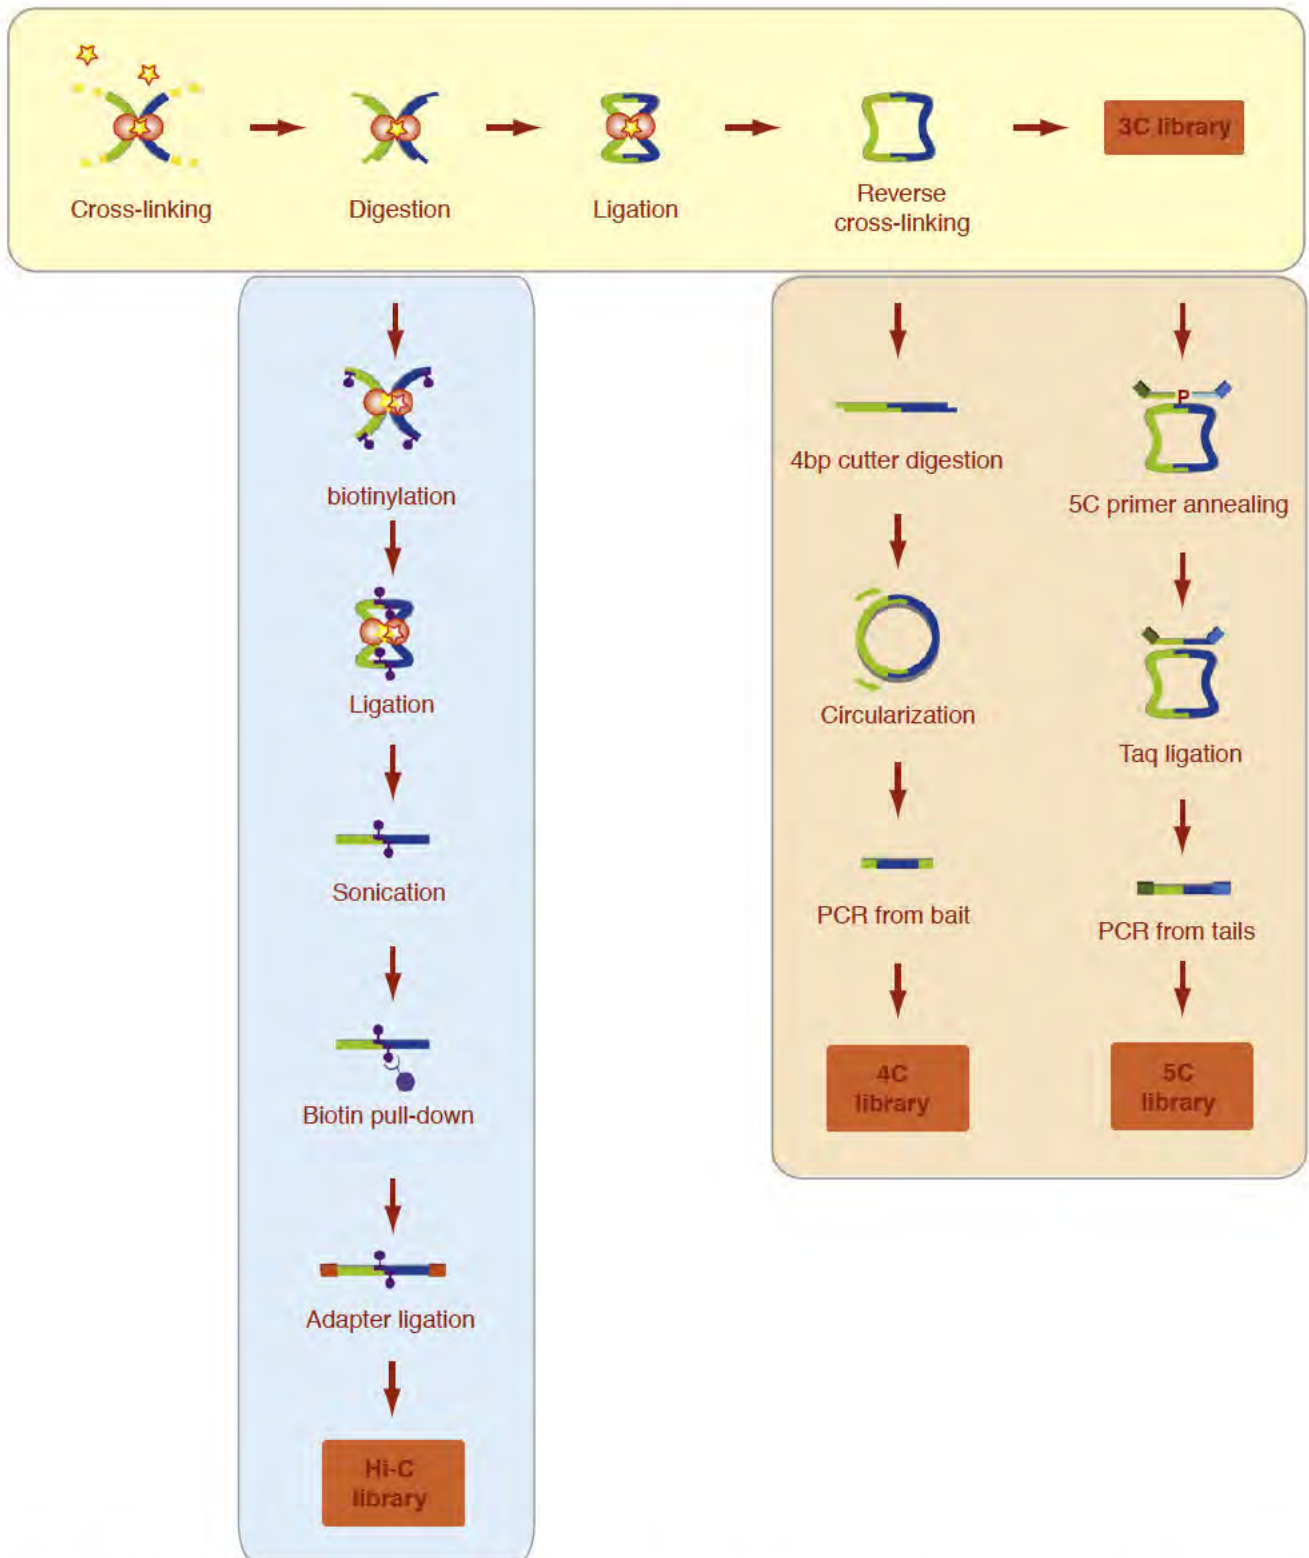 3C library
Cross-linking
Digestion
Ligation
Reverse
cross-linking
biotinylation
Ligation
Sonication
Biotin pull-down
Adapter ligation
Hi-C
library
4bp cutter digestion
Circularization
PCR from bait
4C
library
P
5C primer annealing
Taq ligation
PCR from tails
5C
library